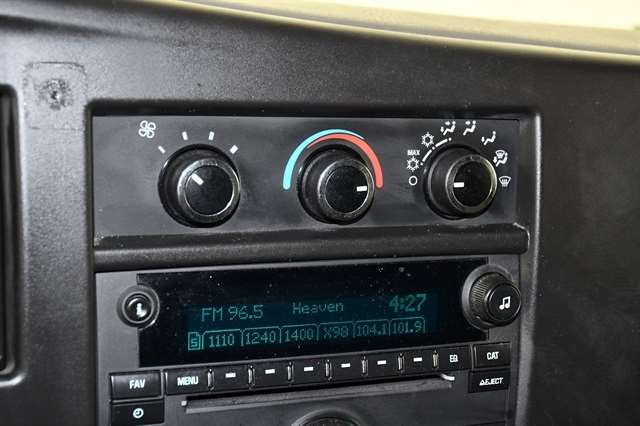 MAX
FM 96.5 Heaven 4:27
5 1110 1240 1400 X98 104.1 101.9
FAV MENU EQ CAT
EJECT